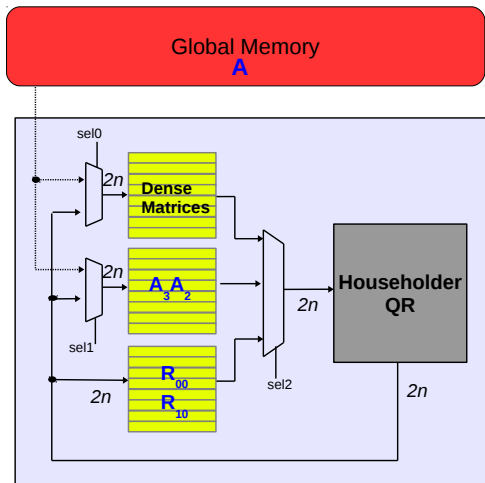 Global Memory
A
sel0
2n
Dense
Matrices
2n
A3A2
Householder
QR
2n
sel1
R00
2n
R10
sel2
2n